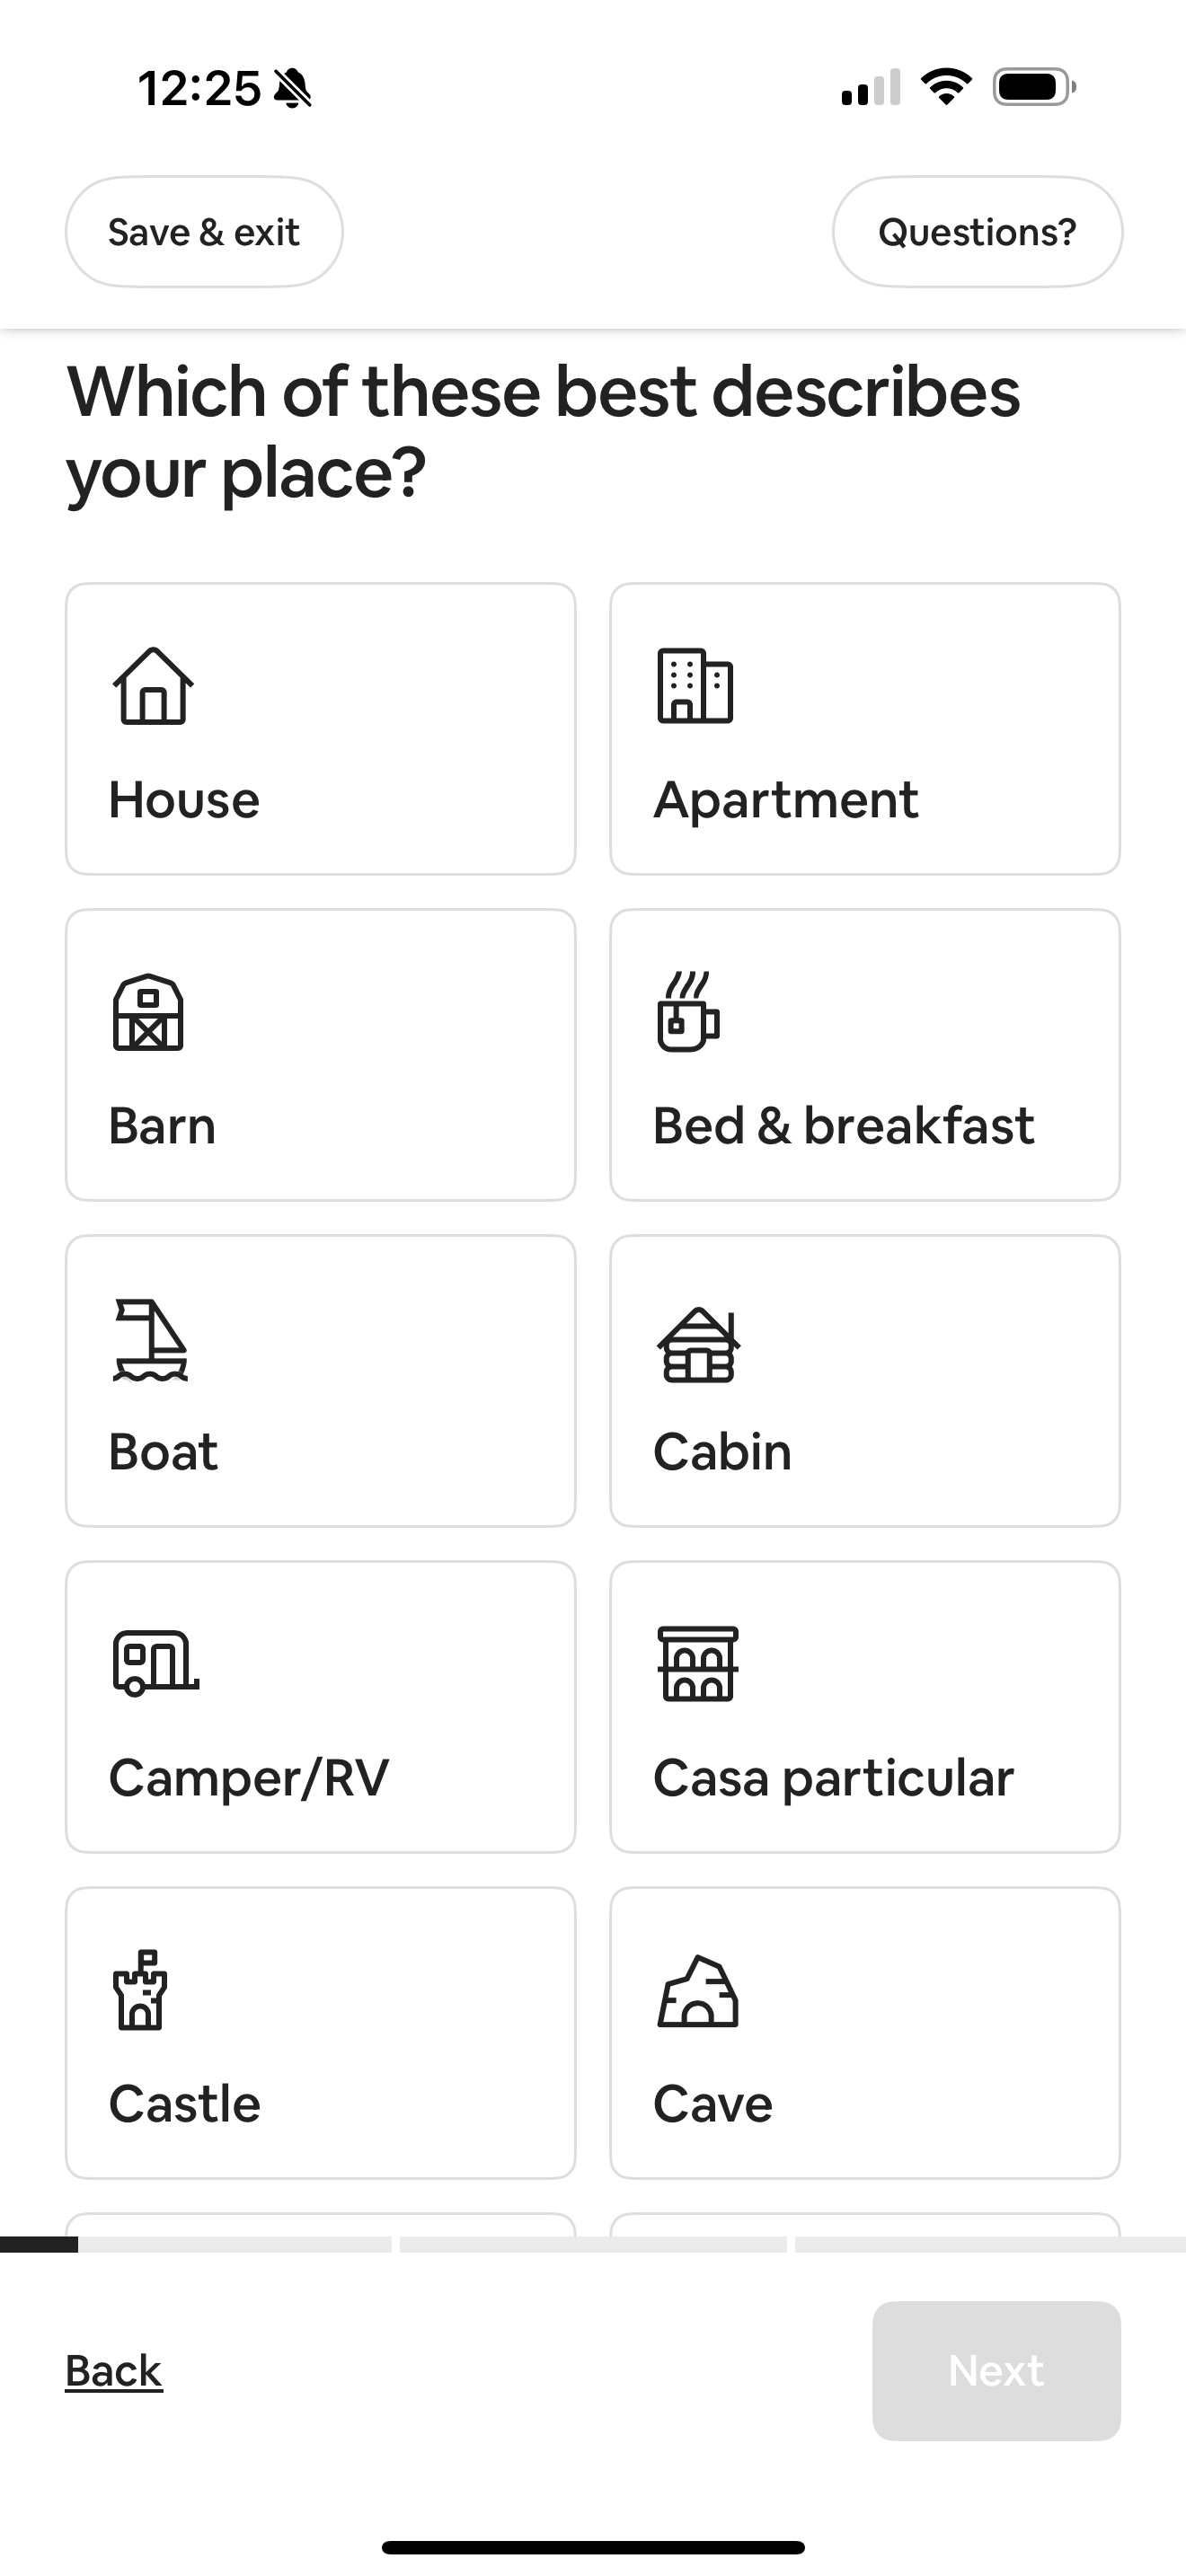 12:25
Save & exit
Questions?
Which of these best describes
your place?
House
Apartment
Barn
Bed & breakfast
Boat
Cabin
Camper/RV
Casa particular
Castle
Cave
Back
Next